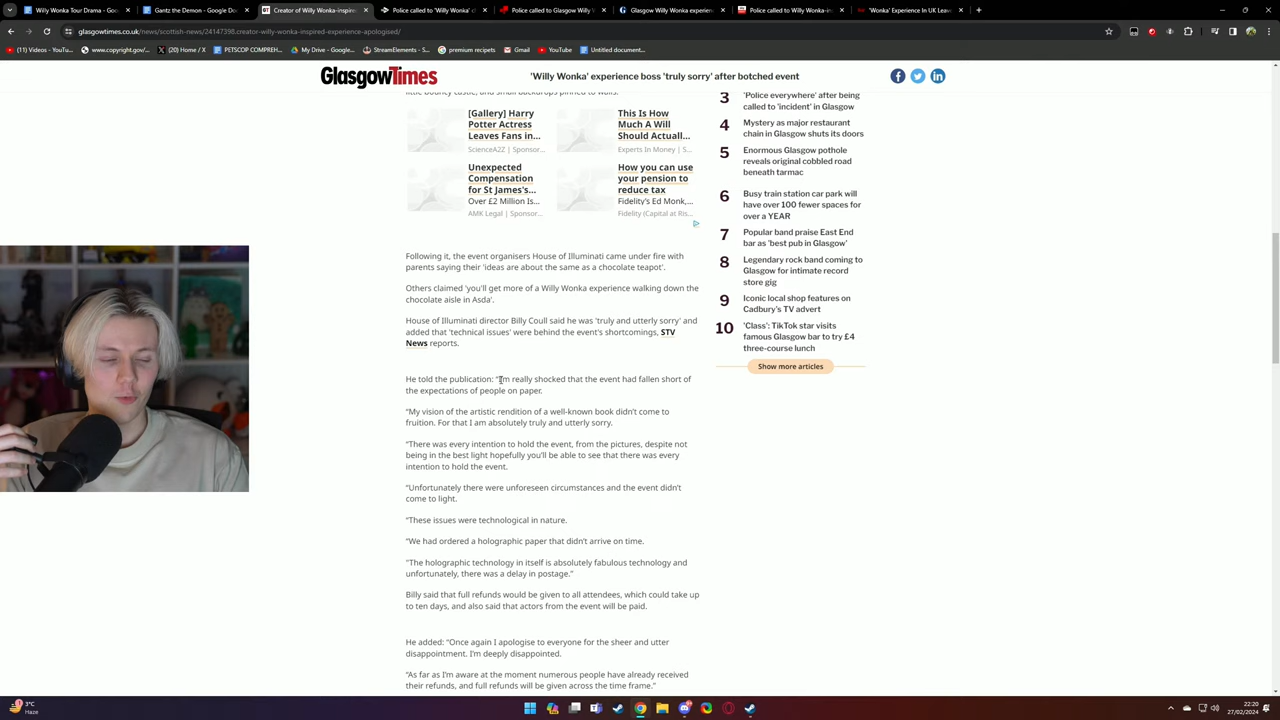 Willy Wonka Tour Drama - Goo
Gantz the Demon - Google Do
Creator of Willy Wonka-inspir
Police called to 'Willy Wonka' c
Police called to Glasgow Willy
Glasgow Willy Wonka experien
Police called to Willy Wonka-in
'Wonka' Experience In UK Leav
glasgowtimes.co.uk/news/scottish-news/24147398.creator-willy-wonka-inspired-experience-apologised/
(11) Videos - YouTu...
www.copyright.gov/...
(20) Home / X
PETSCOP COMPREH...
My Drive - Google...
StreamElements - S...
premium recipets
Gmail
YouTube
Untitled document...
GlasgowTimes
'Willy Wonka' experience boss 'truly sorry' after botched event
little bouncy castle, and small backdrops pinned to walls.
[Gallery] Harry
Potter Actress
Leaves Fans in...
ScienceA2Z | Sponsor...
This Is How
Much A Will
Should Actuall...
Experts In Money | S...
Unexpected
Compensation
for St James's...
Over £2 Million Is...
AMK Legal | Sponsor...
How you can use
your pension to
reduce tax
Fidelity's Ed Monk,...
Fidelity (Capital at Ris...
Following it, the event organisers House of Illuminati came under fire with
parents saying their 'ideas are about the same as a chocolate teapot'.
Others claimed 'you'll get more of a Willy Wonka experience walking down the
chocolate aisle in Asda'.
House of Illuminati director Billy Coull said he was 'truly and utterly sorry' and
added that 'technical issues' were behind the event's shortcomings, STV
News reports.
He told the publication: "I'm really shocked that the event had fallen short of
the expectations of people on paper.
"My vision of the artistic rendition of a well-known book didn't come to
fruition. For that I am absolutely truly and utterly sorry.
"There was every intention to hold the event, from the pictures, despite not
being in the best light hopefully you'll be able to see that there was every
intention to hold the event.
"Unfortunately there were unforeseen circumstances and the event didn't
come to light.
"These issues were technological in nature.
"We had ordered a holographic paper that didn't arrive on time.
"The holographic technology in itself is absolutely fabulous technology and
unfortunately, there was a delay in postage."
Billy said that full refunds would be given to all attendees, which could take up
to ten days, and also said that actors from the event will be paid.
He added: "Once again I apologise to everyone for the sheer and utter
disappointment. I'm deeply disappointed.
"As far as I'm aware at the moment numerous people have already received
their refunds, and full refunds will be given across the time frame."
3 'Police everywhere' after being
called to 'incident' in Glasgow
4 Mystery as major restaurant
chain in Glasgow shuts its doors
5 Enormous Glasgow pothole
reveals original cobbled road
beneath tarmac
6 Busy train station car park will
have over 100 fewer spaces for
over a YEAR
7 Popular band praise East End
bar as 'best pub in Glasgow'
8 Legendary rock band coming to
Glasgow for intimate record
store gig
9 Iconic local shop features on
Cadbury's TV advert
10 'Class': TikTok star visits
famous Glasgow bar to try £4
three-course lunch
Show more articles
3°C
Haze
22:20
27/02/2024